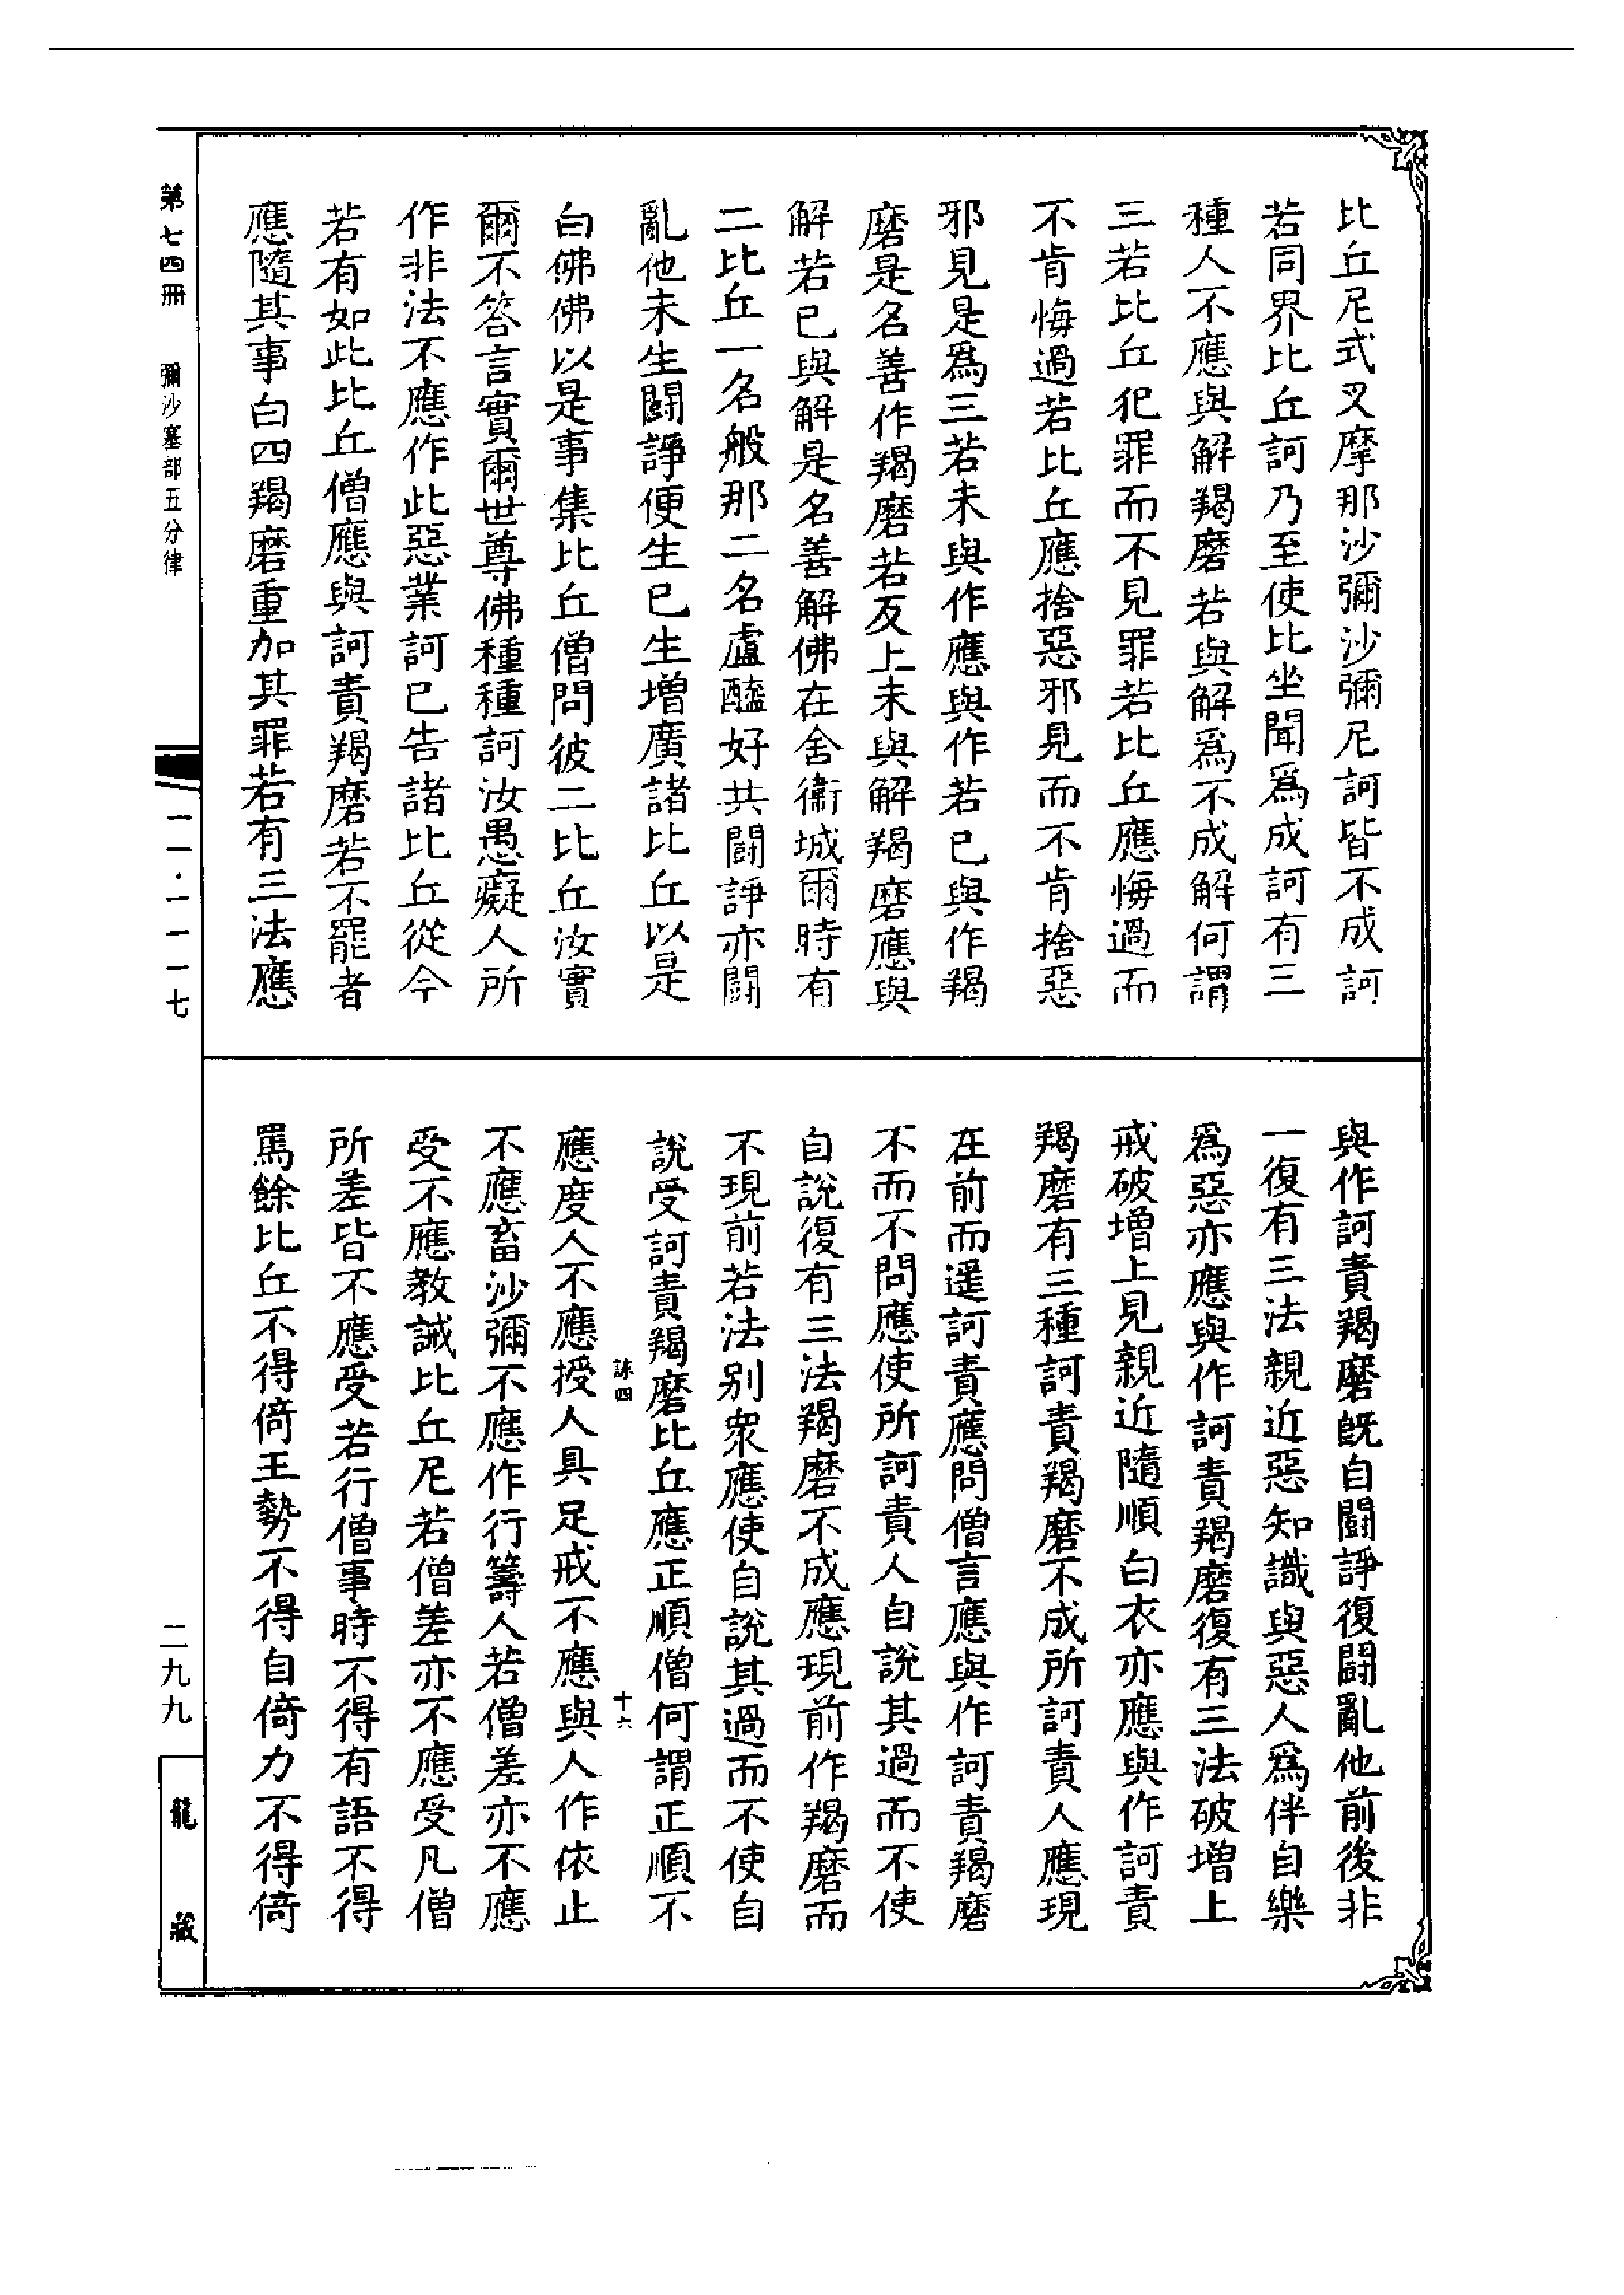 比丘尼式叉摩那沙彌沙彌尼訶皆不成訶
若同界比丘訶乃至使比坐聞爲成訶有三
種人不應與解羯磨若與解爲不成解何謂
三若比丘犯罪而不見罪若比丘應悔過而
不肯悔過若比丘應捨惡邪見而不肯捨惡
邪見是爲三若未與作應與作若已與作羯
磨是名善作羯磨若反上未與解羯磨應與
解若已與解是名善解佛在舍衞城爾時有
二比丘一名般那二名盧醯好共鬪諍亦鬪
亂他未生鬪諍便生已生增廣諸比丘以是
白佛佛以是事集比丘僧問彼二比丘汝實
爾不答言實爾世尊佛種種訶汝愚癡人所
作非法不應作此惡業訶已告諸比丘從今
若有如此比丘僧應與訶責羯磨若不罷者
應隨其事白四羯磨重加其罪若有三法應
與作訶責羯磨旣自鬪諍復鬪亂他前後非
一復有三法親近惡知識與惡人爲伴自樂
爲惡亦應與作訶責羯磨復有三法破增上
戒破增上見親近隨順白衣亦應與作訶責
羯磨有三種訶責羯磨不成所訶責人應現
在前而遥訶責應問僧言應與作訶責羯磨
不而不問應使所訶責人自說其過而不使
自說復有三法羯磨不成應現前作羯磨而
不現前若法别衆應使自說其過而不使自
說受訶責羯磨比丘應正順僧何謂正順不
詠四 十六
應度人不應授人具足戒不應與人作依止
不應畜沙彌不應作行籌人若僧差亦不應
受不應教誡比丘尼若僧差亦不應受凡僧
所差皆不應受若行僧事時不得有語不得
罵餘比丘不得倚王勢不得自倚力不得倚
第七四冊 彌沙塞部五分律
一一·一一一七
二九九
龍藏